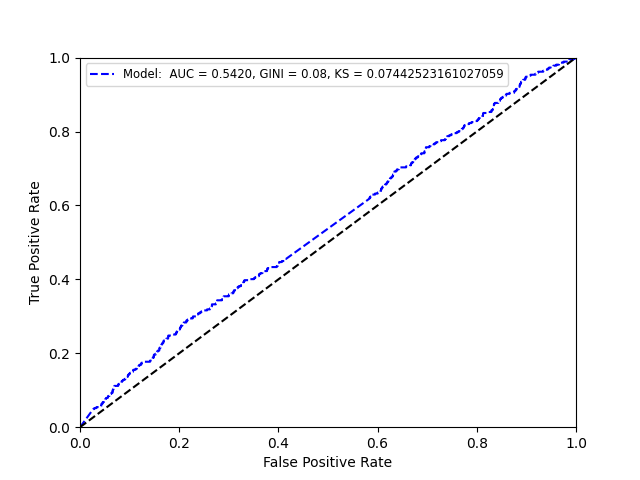 Model:  AUC = 0.5420, GINI = 0.08, KS = 0.07442523161027059
True Positive Rate
1.0
0.8
0.6
0.4
0.2
0.0
0.0 0.2 0.4 0.6 0.8 1.0
False Positive Rate